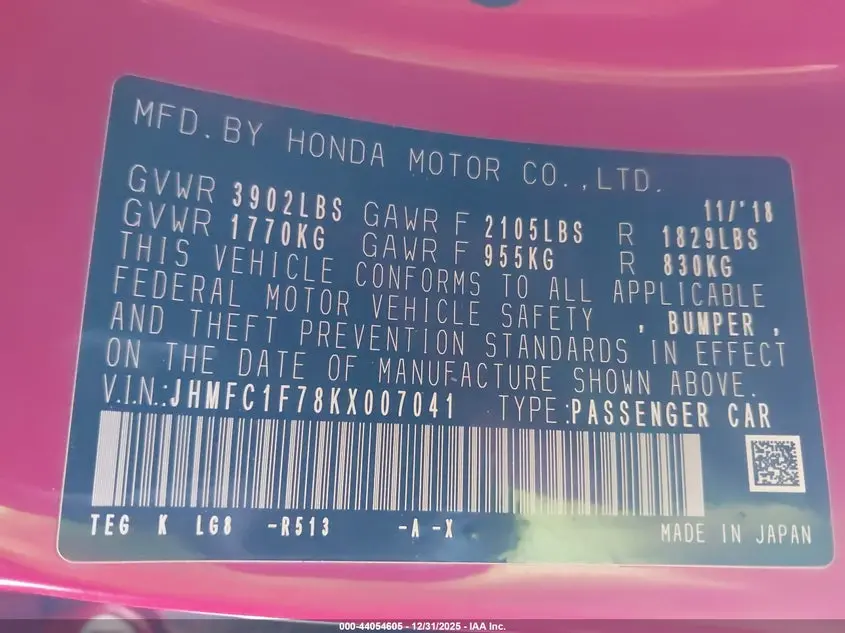 MFD. BY HONDA MOTOR CO., LTD.
11/'18
GVWR 3902LBS GAWR F 2105LBS R 1829LBS
GVWR 1770KG GAWR F 955KG R 830KG
THIS VEHICLE CONFORMS TO ALL APPLICABLE
FEDERAL MOTOR VEHICLE SAFETY , BUMPER ,
AND THEFT PREVENTION STANDARDS IN EFFECT
ON THE DATE OF MANUFACTURE SHOWN ABOVE.
V.I.N.:JHMFC1F78KX007041 TYPE:PASSENGER CAR
TEG K LG8 -R513 -A -X
MADE IN JAPAN
000-44054605 - 12/31/2025 - IAA Inc.